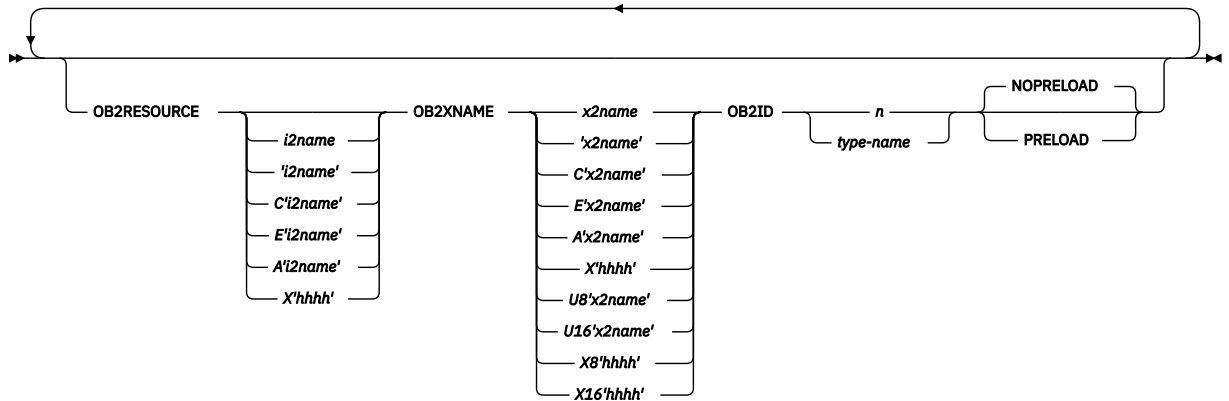 NOPRELOAD
OB2RESOURCE OB2XNAME x2name OB2ID n
i2name 'x2name' type-name PRELOAD
'i2name' C'x2name'
C'i2name' E'x2name'
E'i2name' A'x2name'
A'i2name' X'hhhh'
X'hhhh' U8'x2name'
U16'x2name'
X8'hhhh'
X16'hhhh'